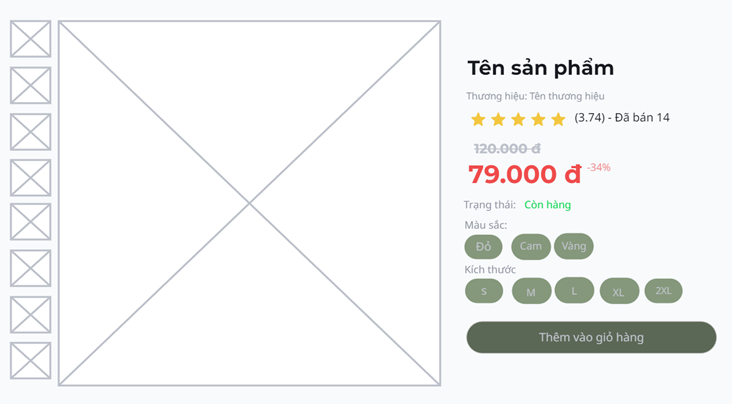 Tên sản phẩm
Thương hiệu: Tên thương hiệu
(3.74) - Đã bán 14
120.000 đ
79.000 đ -34%
Trạng thái: Còn hàng
Màu sắc:
Đỏ Cam Vàng
Kích thước
S M L XL 2XL
Thêm vào giỏ hàng